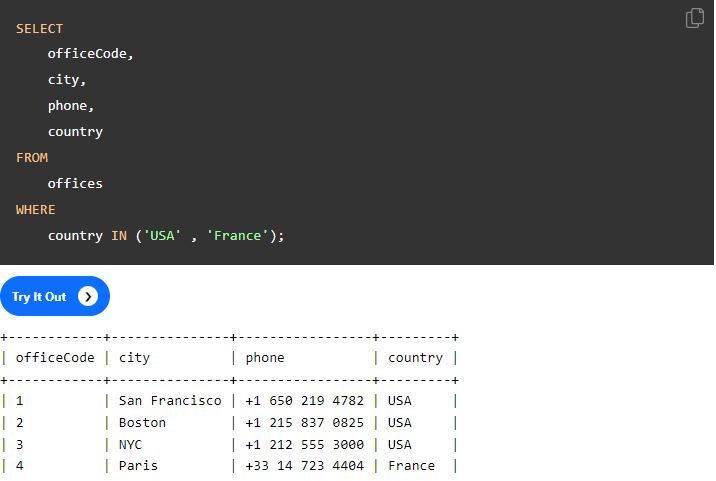 SELECT
    officeCode,
    city,
    phone,
    country
FROM
    offices
WHERE
    country IN ('USA' , 'France');
Try It Out
+------------+---------------+-----------------+---------+
| officeCode | city          | phone           | country |
+------------+---------------+-----------------+---------+
| 1          | San Francisco | +1 650 219 4782 | USA     |
| 2          | Boston        | +1 215 837 0825 | USA     |
| 3          | NYC           | +1 212 555 3000 | USA     |
| 4          | Paris         | +33 14 723 4404 | France  |